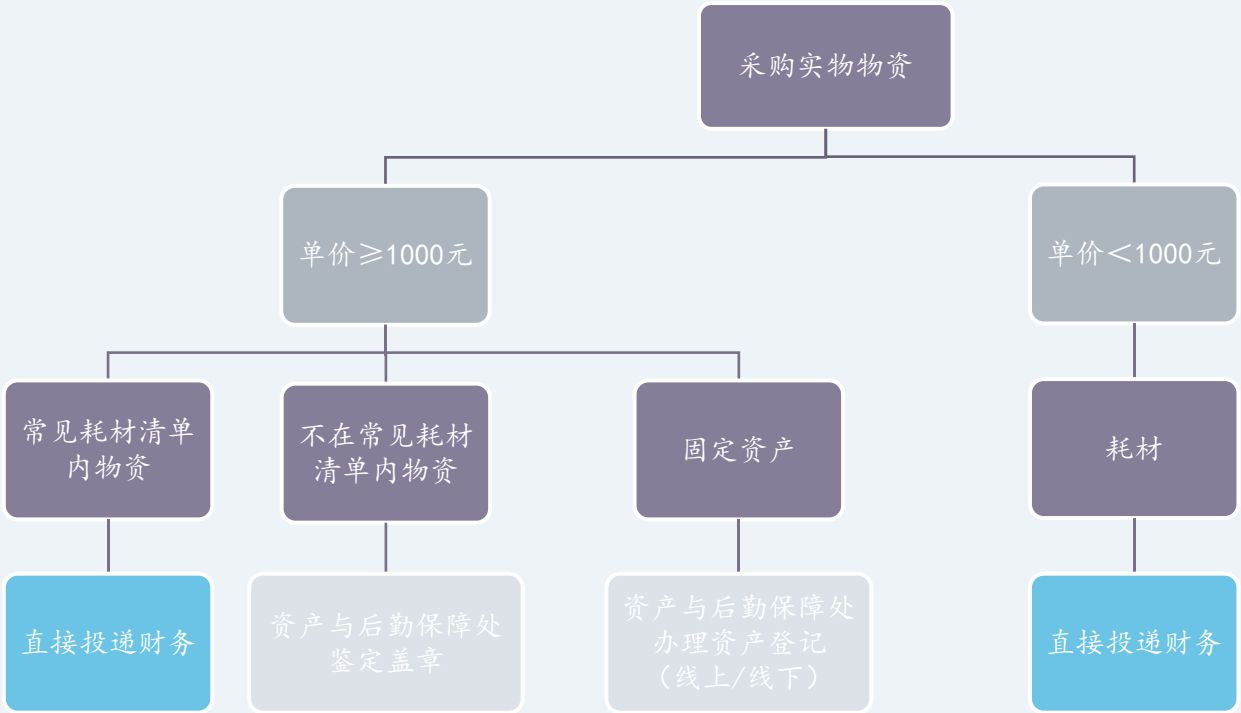 采购实物物资
单价≥1000元
单价＜1000元
常见耗材清单
内物资
不在常见耗材
清单内物资
固定资产
耗材
直接投递财务
资产与后勤保障处
鉴定盖章
资产与后勤保障处
办理资产登记
（线上/线下）
直接投递财务